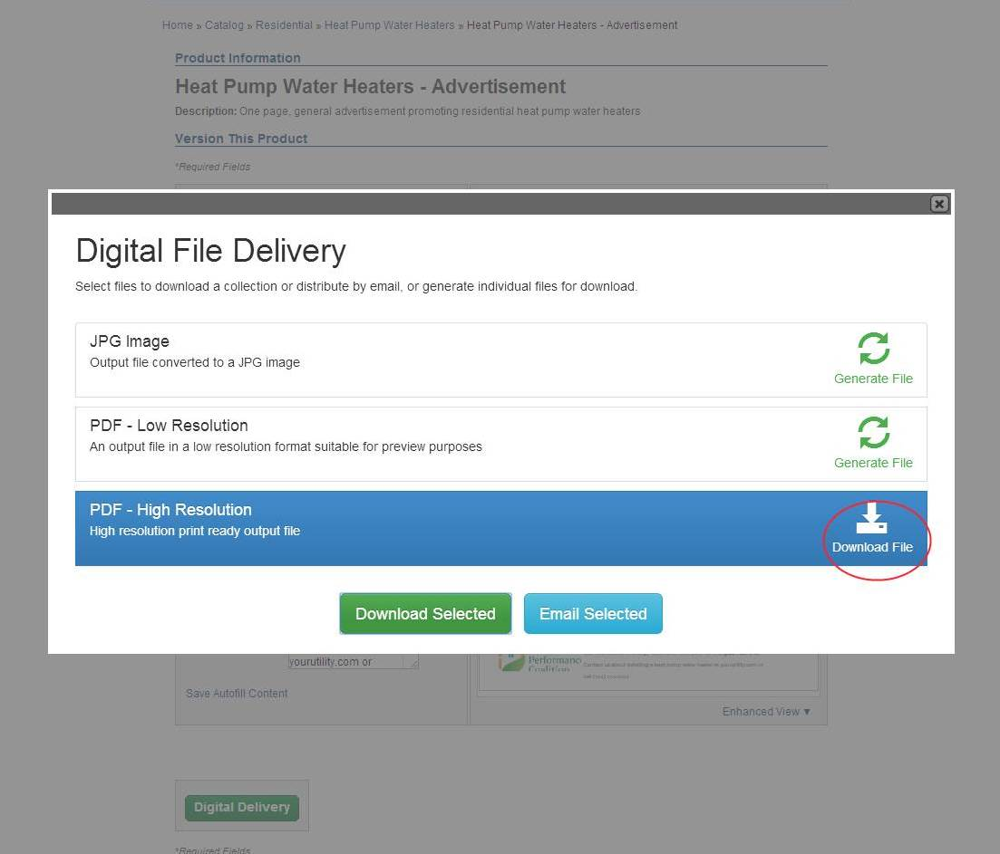 Home » Catalog » Residential » Heat Pump Water Heaters » Heat Pump Water Heaters - Advertisement
Product Information
Heat Pump Water Heaters - Advertisement
Description: One page, general advertisement promoting residential heat pump water heaters
Version This Product
*Required Fields
Digital File Delivery
Select files to download a collection or distribute by email, or generate individual files for download.
JPG Image
Output file converted to a JPG image
Generate File
PDF - Low Resolution
An output file in a low resolution format suitable for preview purposes
Generate File
PDF - High Resolution
High resolution print ready output file
Download File
Download Selected
Email Selected
yourutility.com or
Performance
Coalition
Save Autofill Content
Enhanced View ▼
Digital Delivery
*Required Fields